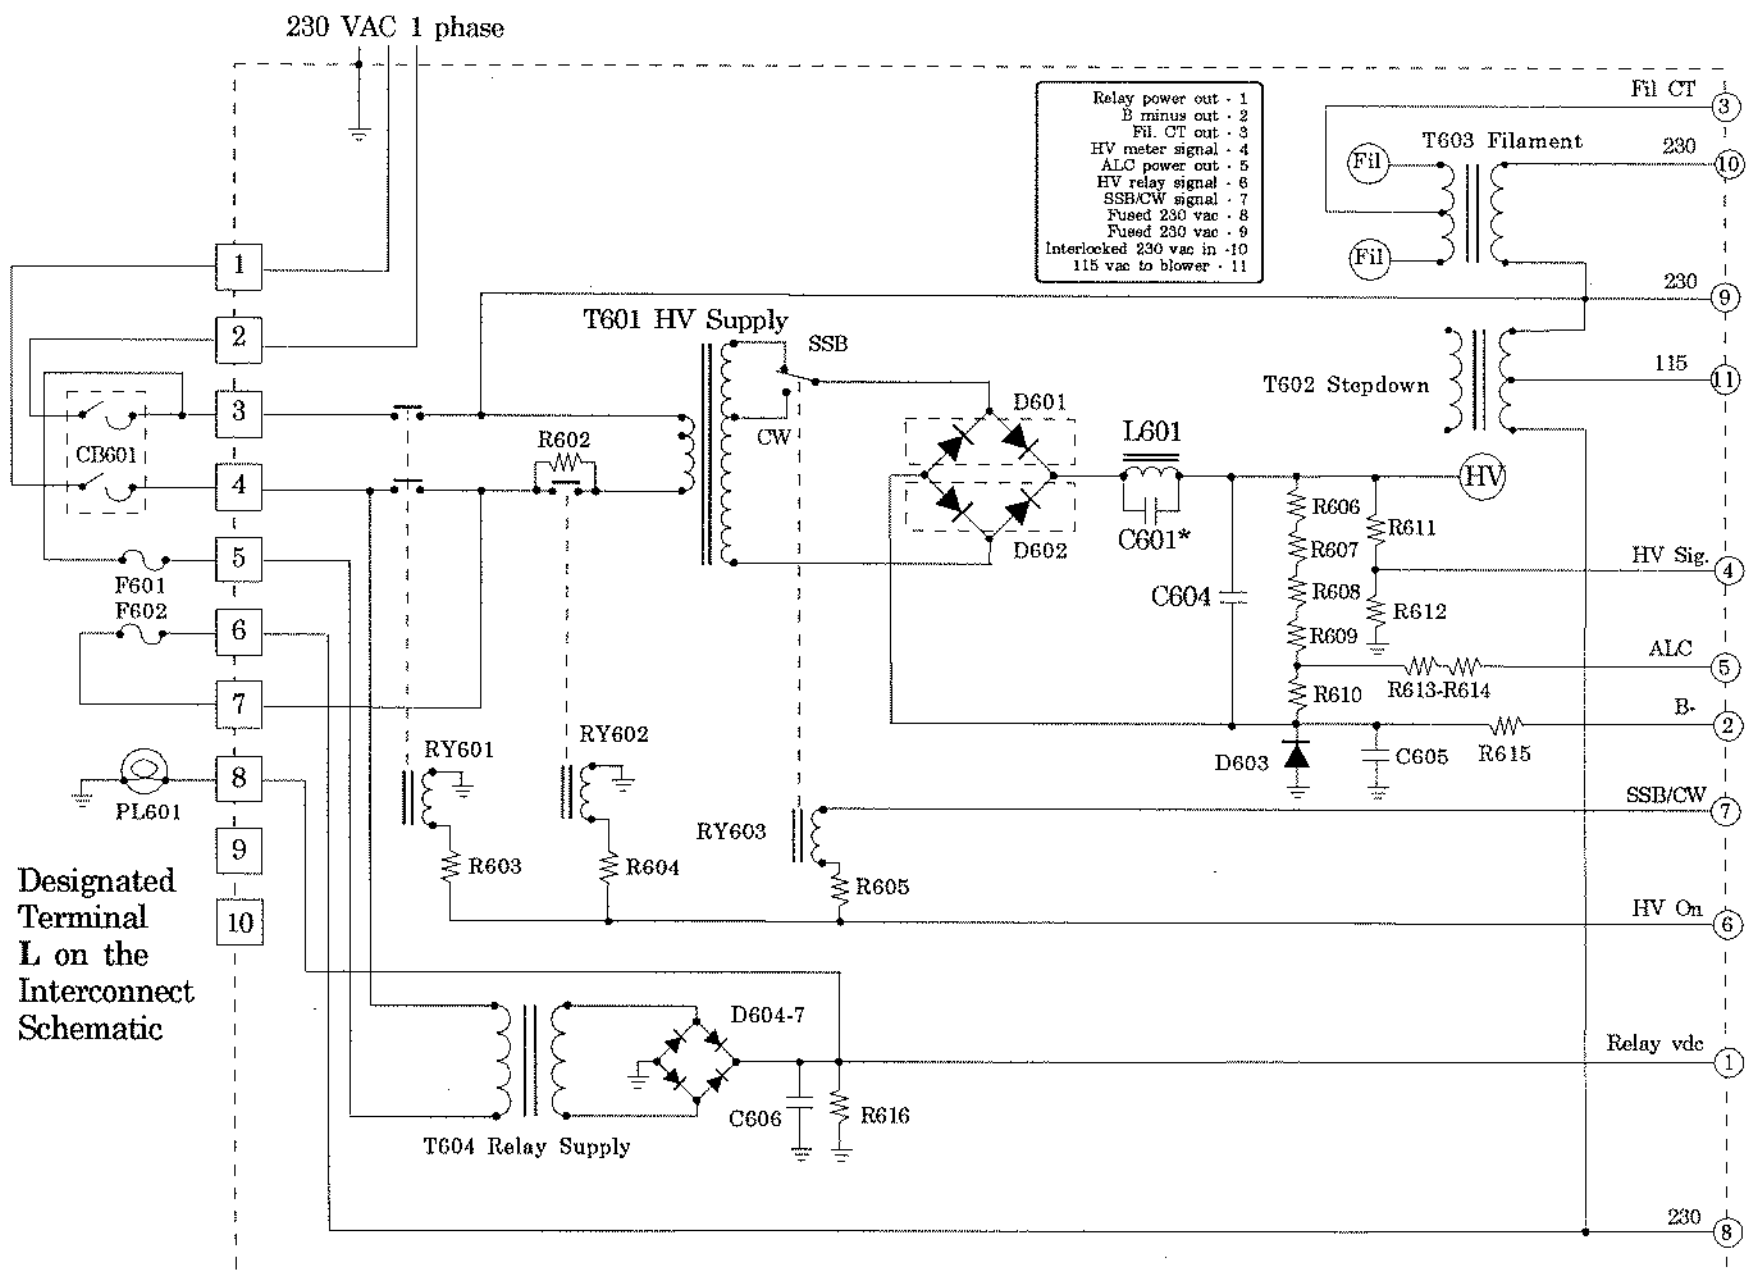 230 VAC 1 phase
Relay power out - 1
B minus out - 2
Fil. CT out - 3
HV meter signal - 4
ALC power out - 5
HV relay signal - 6
SSB/CW signal - 7
Fused 230 vac - 8
Fused 230 vac - 9
Interlocked 230 vac in -10
115 vac to blower - 11
Fil CT
3
T603 Filament
230
10
Fil
Fil
1
230
9
2
T601 HV Supply
SSB
T602 Stepdown
115
11
3
CW
R602
D601
L601
HV
CB601
4
R606
R611
D602
C601*
R607
HV Sig.
4
5
F601
F602
C604
R608
R612
6
R609
ALC
5
R613-R614
7
R610
B-
2
RY601
RY602
D603
C605
R615
8
PL601
SSB/CW
7
RY603
9
R603
R604
R605
HV On
6
10
Designated
Terminal
L on the
Interconnect
Schematic
D604-7
Relay vdc
1
C606
R616
T604 Relay Supply
230
8